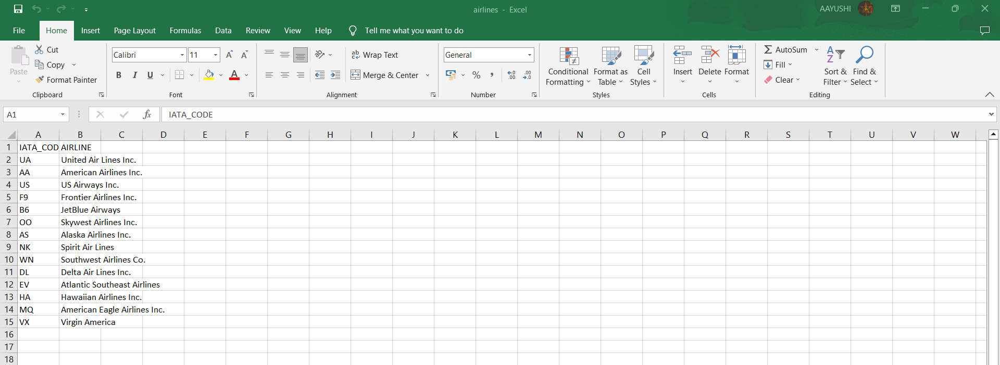 airlines - Excel
AAYUSHI
File Home Insert Page Layout Formulas Data Review View Help Tell me what you want to do
Cut
Copy
Format Painter
Paste
Clipboard
Calibri 11
B I U
Font
Wrap Text
Merge & Center
Alignment
General
Number
Conditional Formatting
Format as Table
Cell Styles
Styles
Insert
Delete
Format
Cells
AutoSum
Fill
Clear
Sort & Filter
Find & Select
Editing
A1 fx IATA_CODE
A B C D E F G H I J K L M N O P Q R S T U V W
1 IATA_COD AIRLINE
2 UA United Air Lines Inc.
3 AA American Airlines Inc.
4 US US Airways Inc.
5 F9 Frontier Airlines Inc.
6 B6 JetBlue Airways
7 OO Skywest Airlines Inc.
8 AS Alaska Airlines Inc.
9 NK Spirit Air Lines
10 WN Southwest Airlines Co.
11 DL Delta Air Lines Inc.
12 EV Atlantic Southeast Airlines
13 HA Hawaiian Airlines Inc.
14 MQ American Eagle Airlines Inc.
15 VX Virgin America
16
17
18